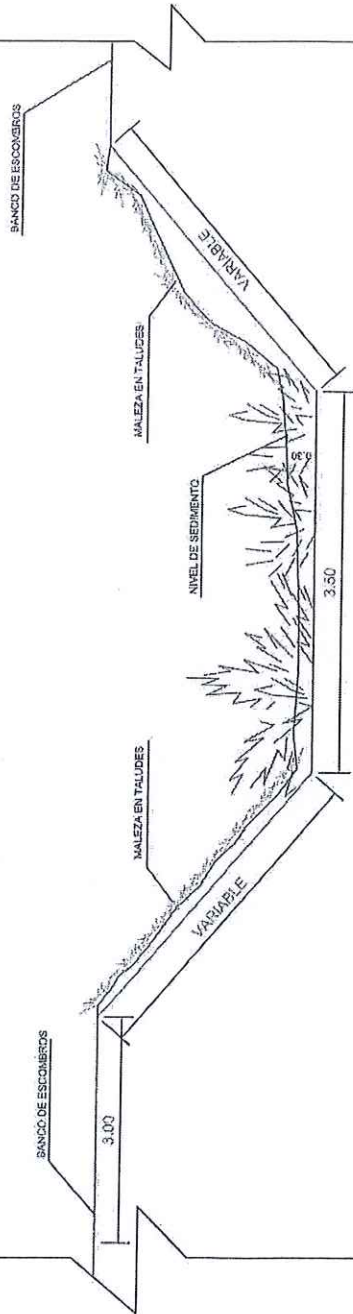 BANCO DE ESCOMBROS
3.00
MALEZA EN TALUDES
VARIABLE
NIVEL DE SEDIMENTO
0.30
3.50
MALEZA EN TALUDES
VARIABLE
BANCO DE ESCOMBROS